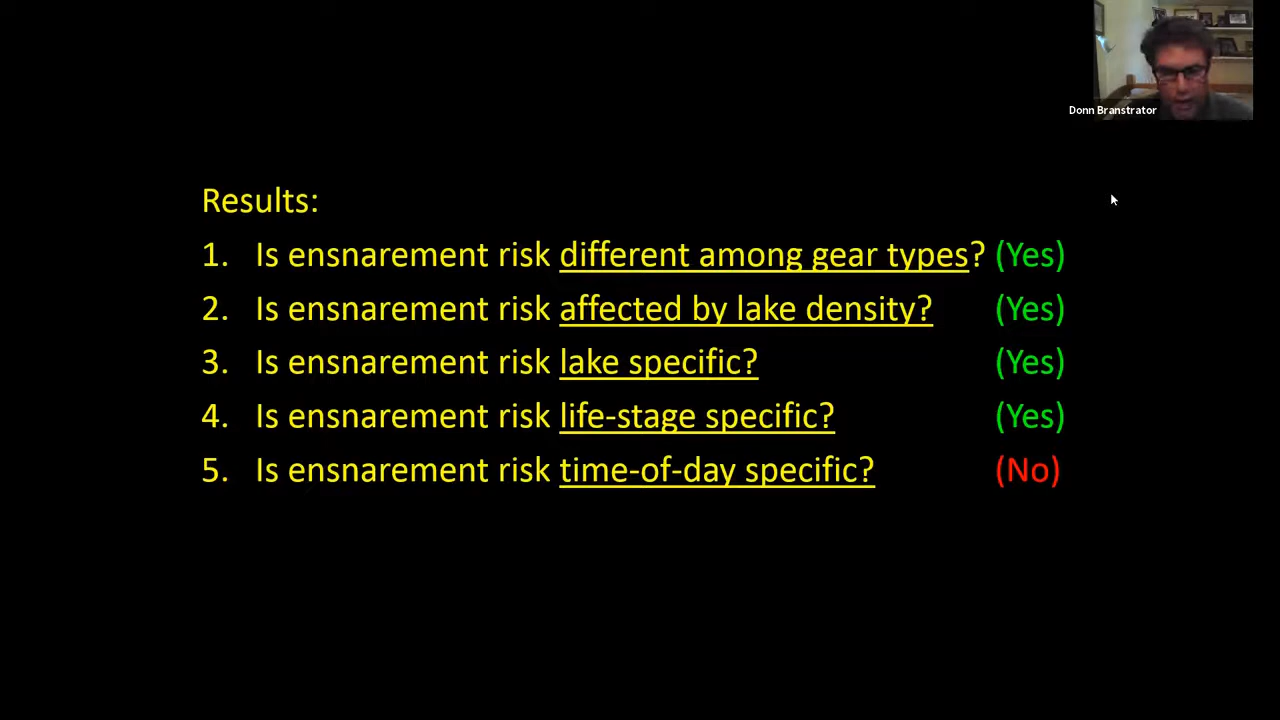 Donn Branstrator
Results:
1. Is ensnarement risk different among gear types? (Yes)
2. Is ensnarement risk affected by lake density? (Yes)
3. Is ensnarement risk lake specific? (Yes)
4. Is ensnarement risk life-stage specific? (Yes)
5. Is ensnarement risk time-of-day specific? (No)